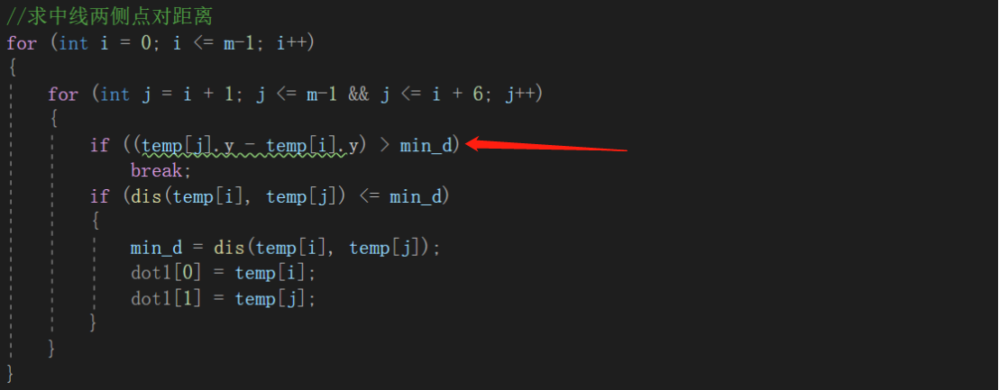 //求中线两侧点对距离
for (int i = 0; i <= m-1; i++)
{
    for (int j = i + 1; j <= m-1 && j <= i + 6; j++)
    {
        if ((temp[j].y - temp[i].y) > min_d)
            break;
        if (dis(temp[i], temp[j]) <= min_d)
        {
            min_d = dis(temp[i], temp[j]);
            dot1[0] = temp[i];
            dot1[1] = temp[j];
        }
    }
}